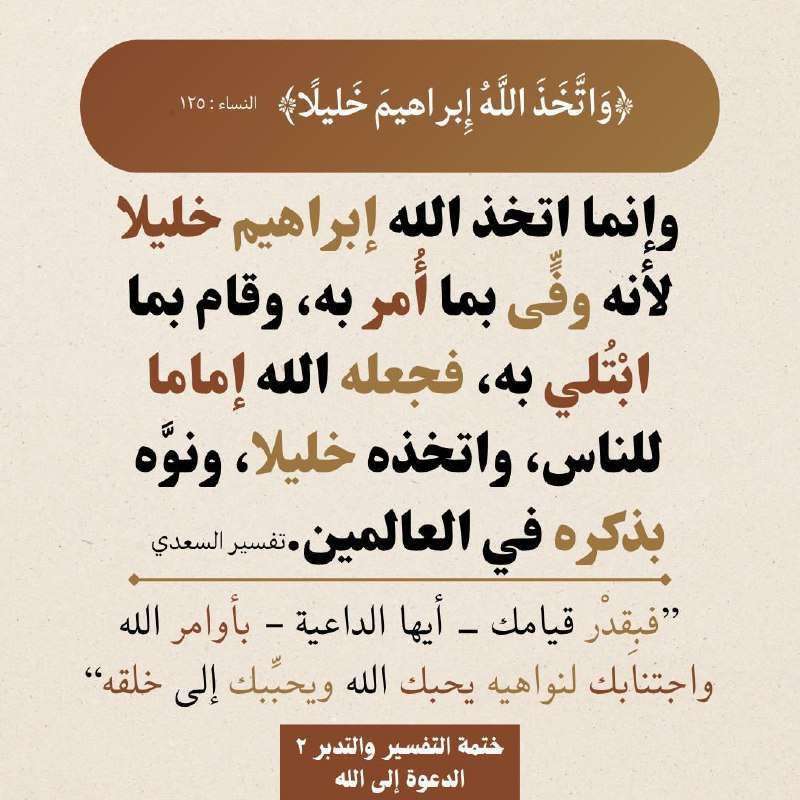 ﴿وَاتَّخَذَ اللَّهُ إِبراهيمَ خَليلًا﴾ النساء : ١٢٥
وإنما اتخذ الله إبراهيم خليلا
لأنه وفَّى بما أُمر به، وقام بما
ابْتُلي به، فجعله الله إماما
للناس، واتخذه خليلا، ونوَّه
بذكره في العالمين. تفسير السعدي
”فبِقدْر قيامك – أيها الداعية – بأوامر الله
واجتنابك لنواهيه يحبك الله ويحبِّبك إلى خلقه“
ختمة التفسير والتدبر ٢
الدعوة إلى الله